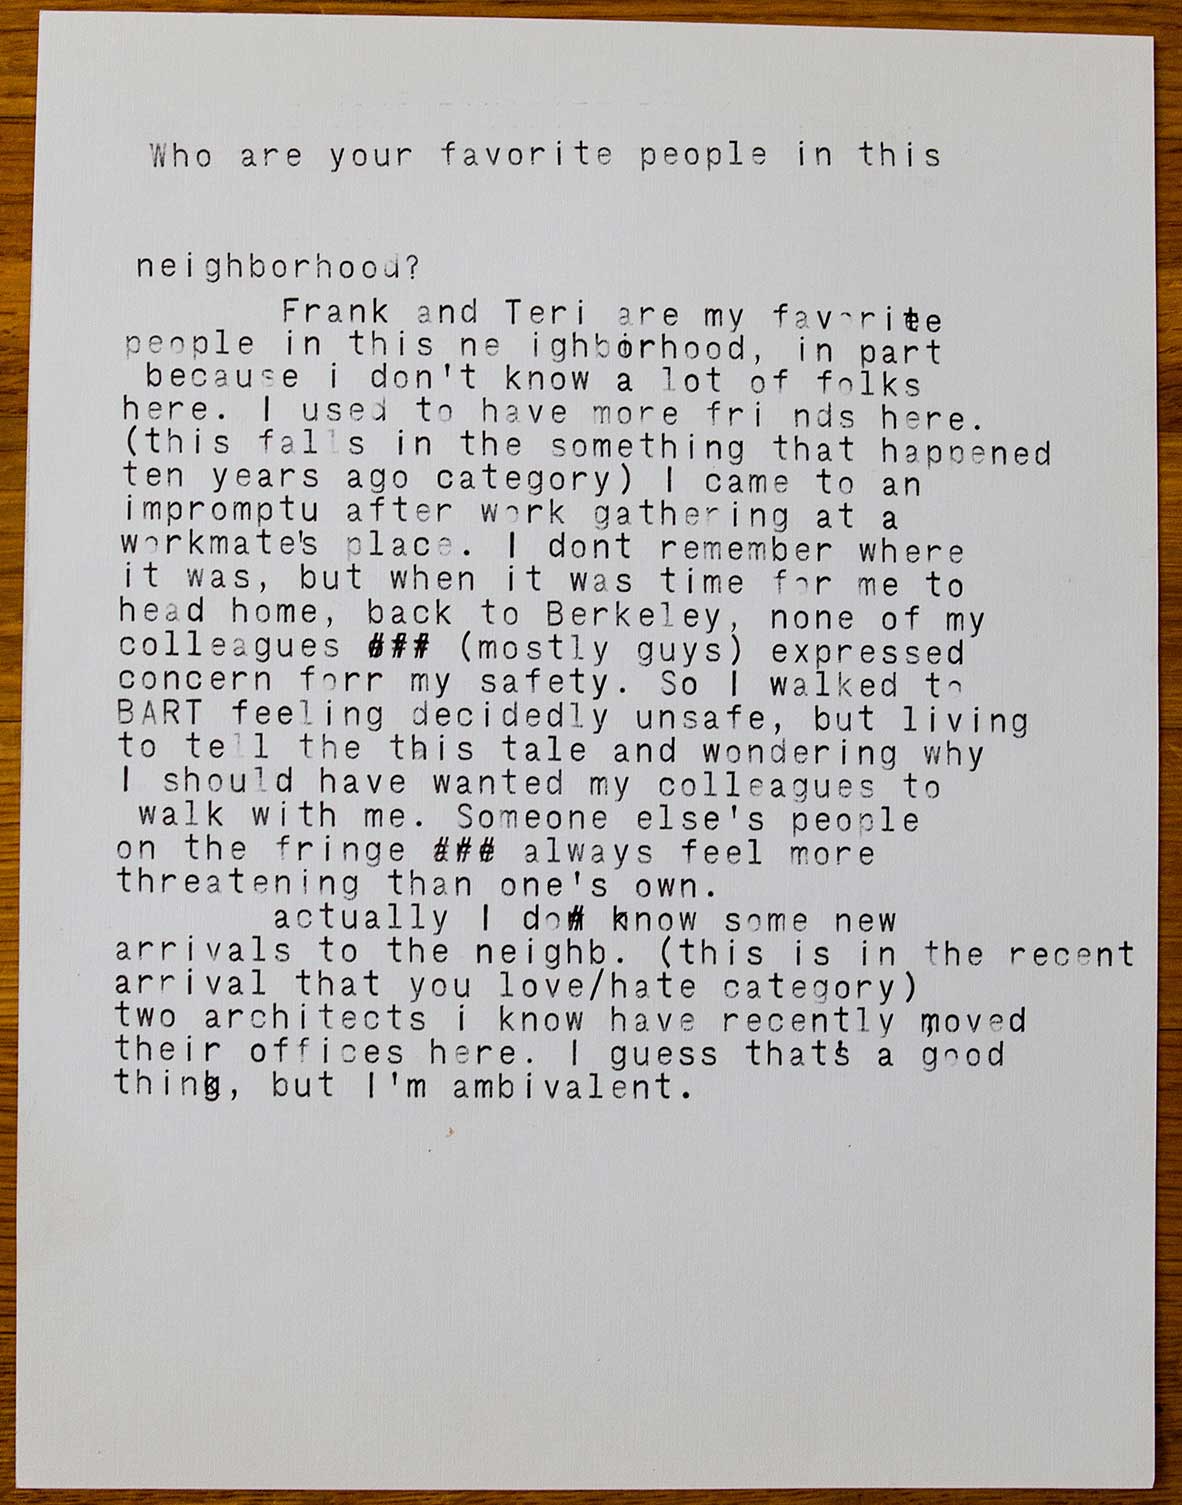 Who are your favorite people in this
neighborhood?
Frank and Teri are my favorite
people in this ne ighborhood, in part
because i don't know a lot of folks
here. I used to have more fri nds here.
(this falls in the something that happened
ten years ago category) I came to an
impromptu after work gathering at a
workmate's place. I dont remember where
it was, but when it was time for me to
head home, back to Berkeley, none of my
colleagues ### (mostly guys) expressed
concern forr my safety. So I walked to
BART feeling decidedly unsafe, but living
to tell the this tale and wondering why
I should have wanted my colleagues to
walk with me. Someone else's people
on the fringe ### always feel more
threatening than one's own.
actually I do# know some new
arrivals to the neighb. (this is in the recent
arrival that you love/hate category)
two architects i know have recently moved
their offices here. I guess that's a good
thing, but I'm ambivalent.